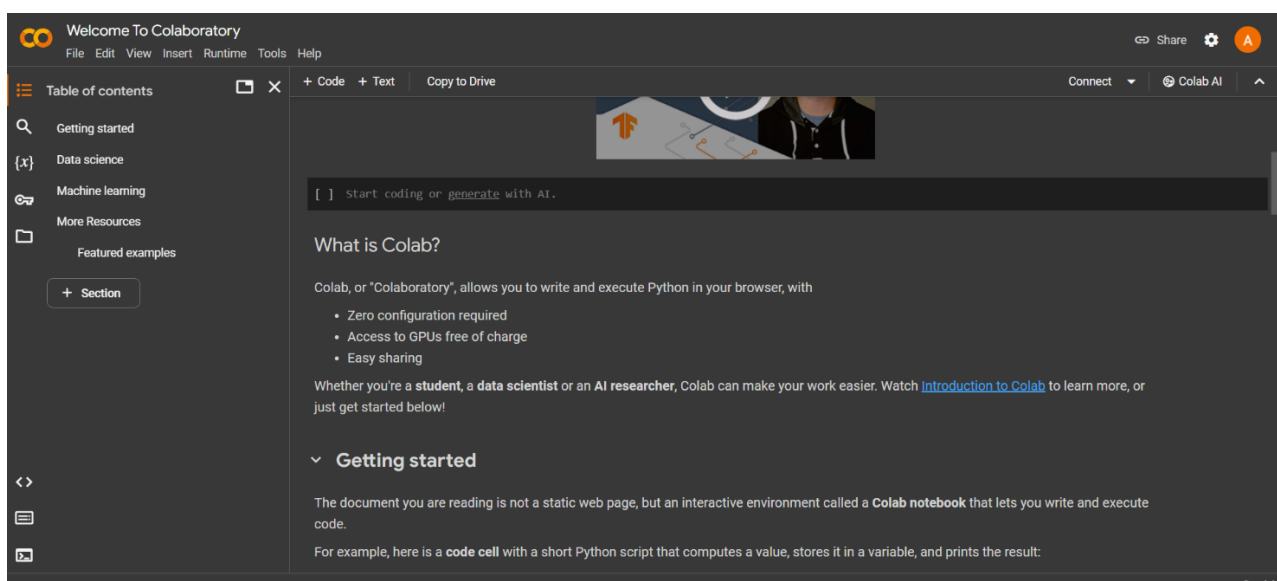 Welcome To Colaboratory
File Edit View Insert Runtime Tools Help
Share
A
Table of contents
+ Code + Text Copy to Drive
Connect
Colab AI
Getting started
{x}
Data science
Machine learning
More Resources
Featured examples
+ Section
[ ] Start coding or generate with AI.
What is Colab?
Colab, or "Colaboratory", allows you to write and execute Python in your browser, with
• Zero configuration required
• Access to GPUs free of charge
• Easy sharing
Whether you're a student, a data scientist or an AI researcher, Colab can make your work easier. Watch Introduction to Colab to learn more, or
just get started below!
Getting started
The document you are reading is not a static web page, but an interactive environment called a Colab notebook that lets you write and execute
code.
For example, here is a code cell with a short Python script that computes a value, stores it in a variable, and prints the result: